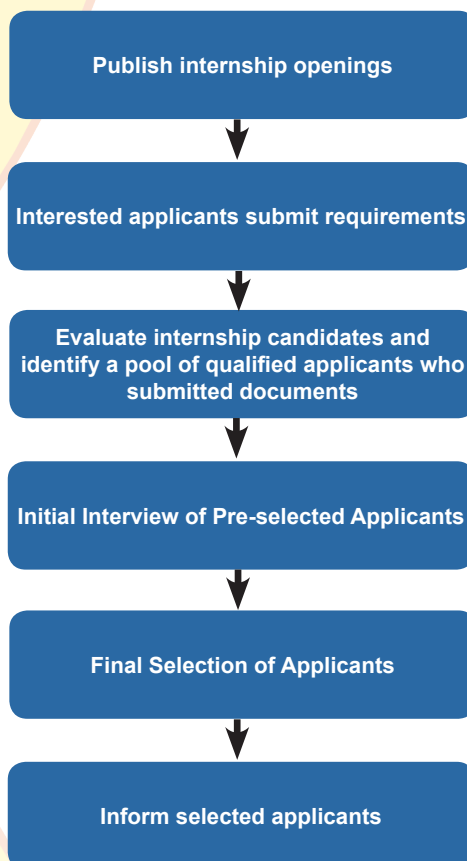 Publish internship openings
Interested applicants submit requirements
Evaluate internship candidates and
identify a pool of qualified applicants who
submitted documents
Initial Interview of Pre-selected Applicants
Final Selection of Applicants
Inform selected applicants